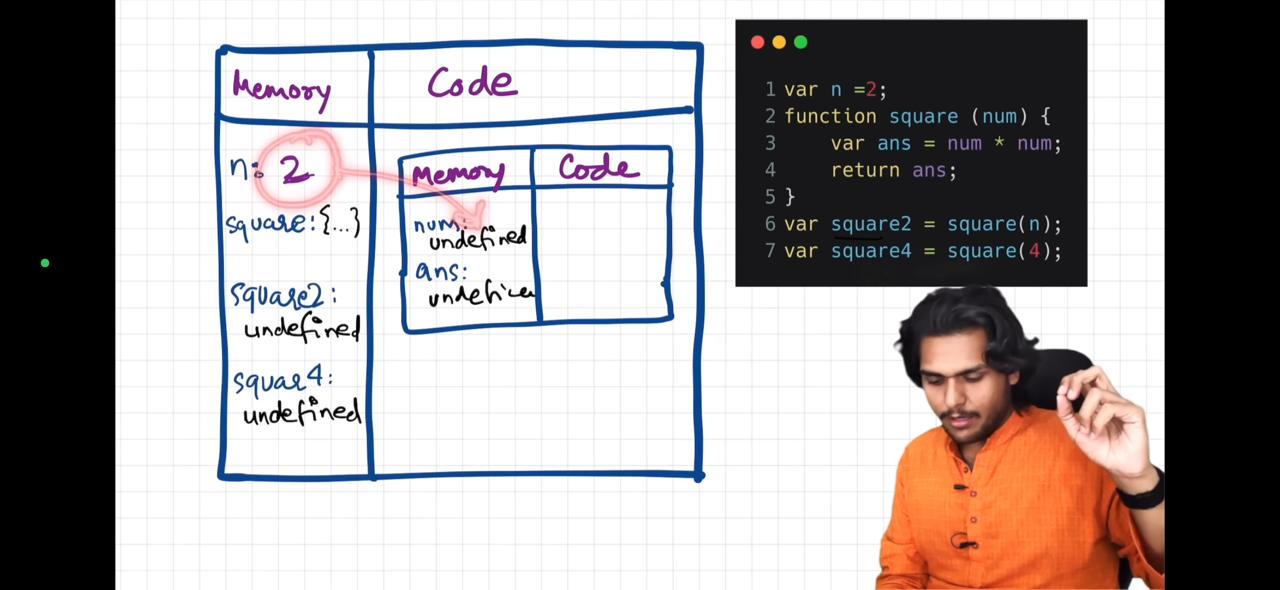 Memory
Code
n: 2
square: {...}
square2:
undefined
squar4:
undefined
Memory
Code
num:
undefined
ans:
undefined
1 var n =2;
2 function square (num) {
3 var ans = num * num;
4 return ans;
5 }
6 var square2 = square(n);
7 var square4 = square(4);